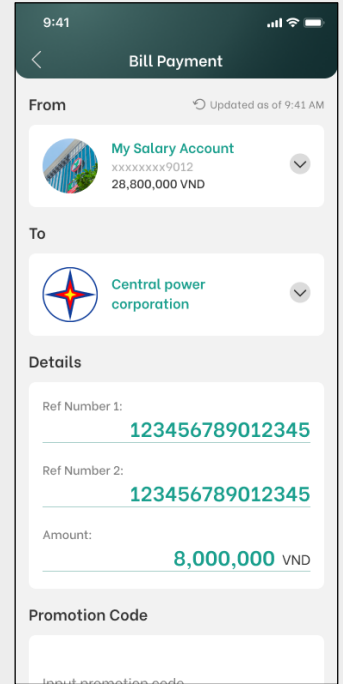 9:41
Bill Payment
From
Updated as of 9:41 AM
My Salary Account
xxxxxxxx9012
28,800,000 VND
To
Central power
corporation
Details
Ref Number 1:
123456789012345
Ref Number 2:
123456789012345
Amount:
8,000,000 VND
Promotion Code
Input promotion code